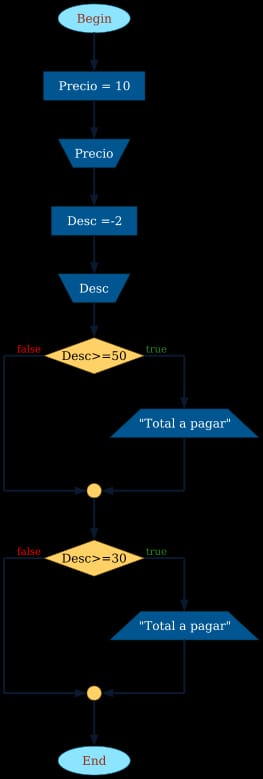 Begin
Precio = 10
Precio
Desc =-2
Desc
false
Desc>=50
true
"Total a pagar"
false
Desc>=30
true
"Total a pagar"
End